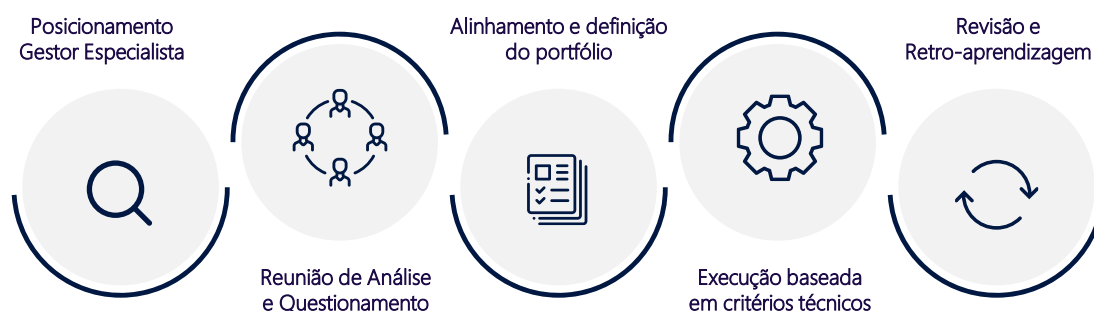 Posicionamento
Gestor Especialista
Reunião de Análise
e Questionamento
Alinhamento e definição
do portfólio
Execução baseada
em critérios técnicos
Revisão e
Retro-aprendizagem